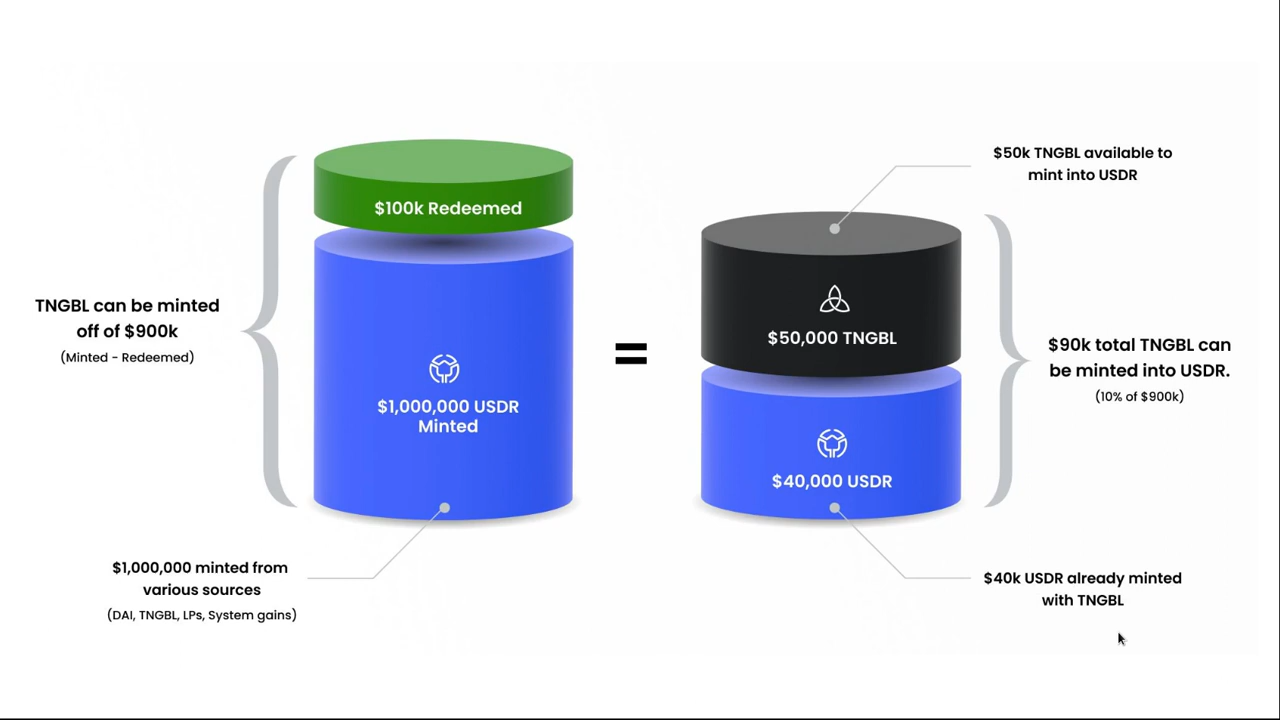 $100k Redeemed
TNGBL can be minted
off of $900k
(Minted - Redeemed)
$1,000,000 USDR
Minted
$1,000,000 minted from
various sources
(DAI, TNGBL, LPs, System gains)
=
$50k TNGBL available to
mint into USDR
$50,000 TNGBL
$90k total TNGBL can
be minted into USDR.
(10% of $900k)
$40,000 USDR
$40k USDR already minted
with TNGBL